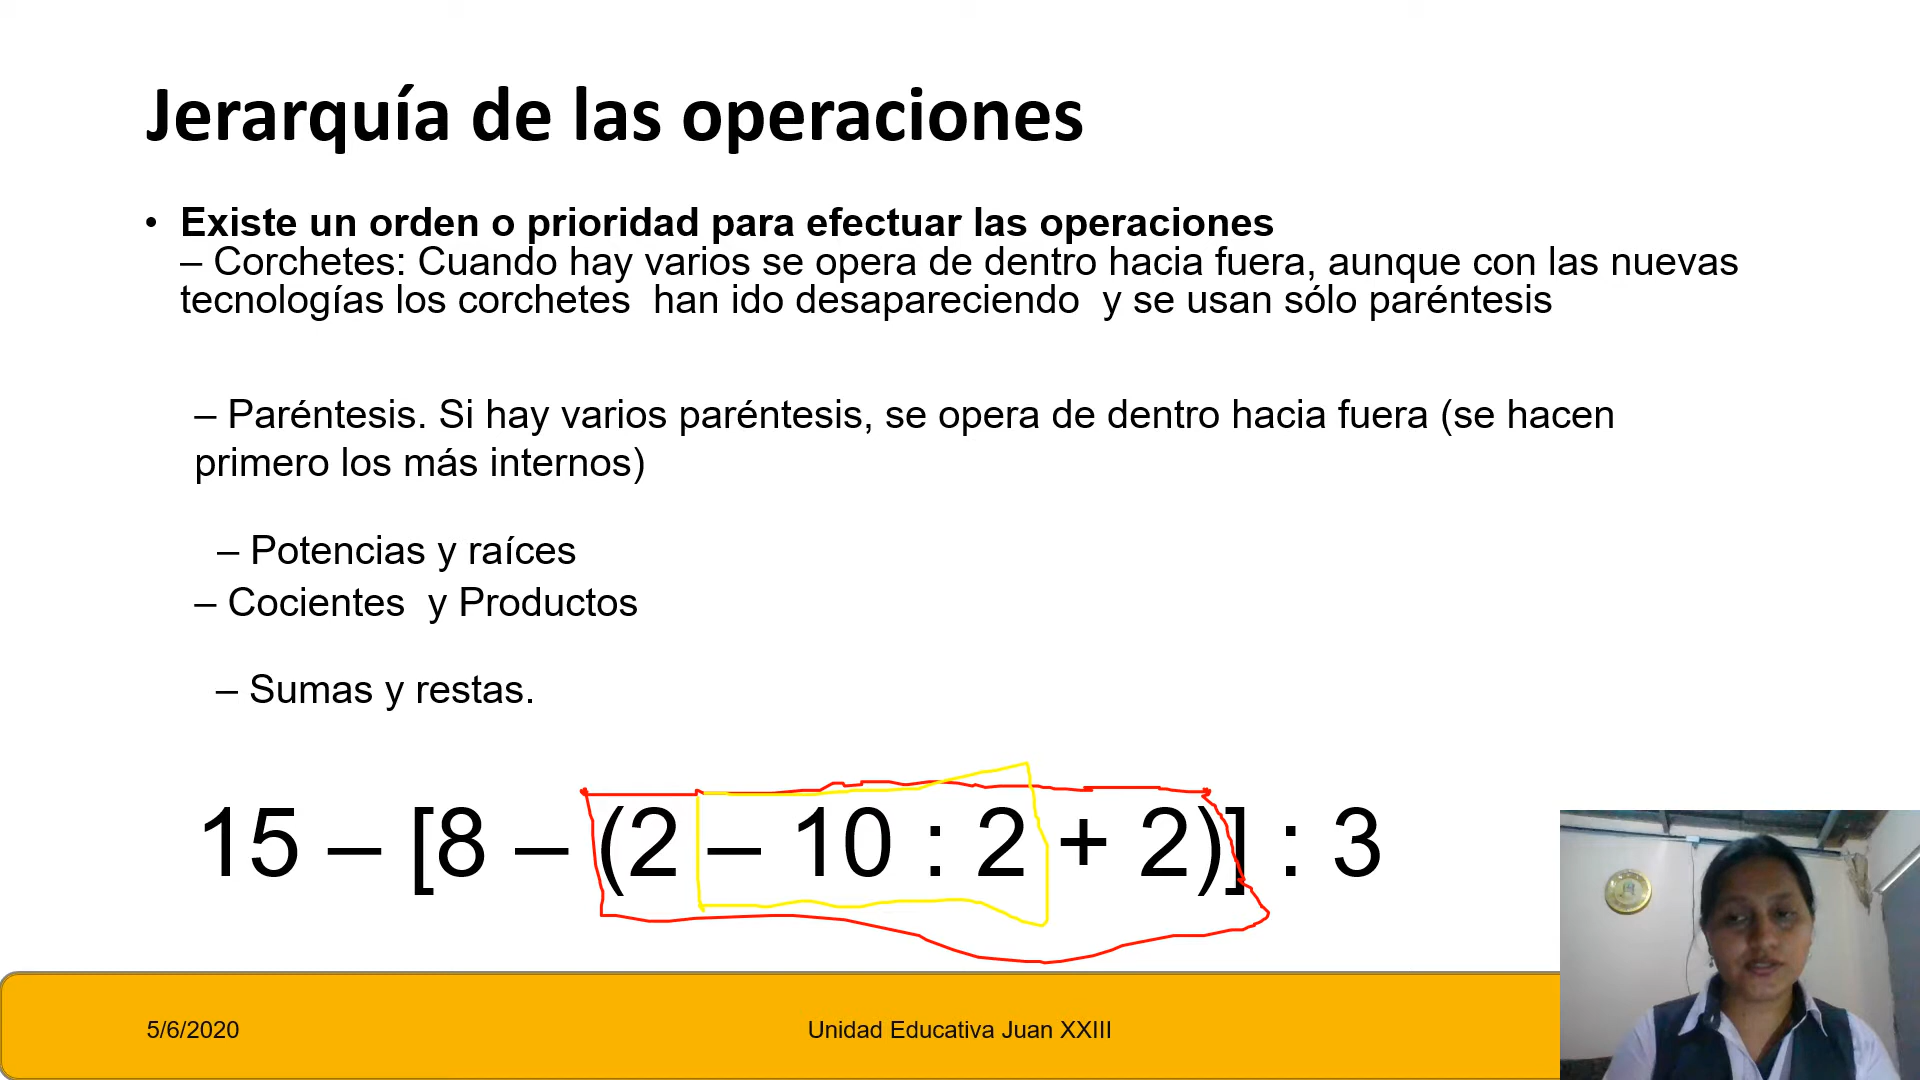 Jerarquía de las operaciones
• Existe un orden o prioridad para efectuar las operaciones
– Corchetes: Cuando hay varios se opera de dentro hacia fuera, aunque con las nuevas
tecnologías los corchetes han ido desapareciendo y se usan sólo paréntesis
– Paréntesis. Si hay varios paréntesis, se opera de dentro hacia fuera (se hacen
primero los más internos)
– Potencias y raíces
– Cocientes y Productos
– Sumas y restas.
15 – [8 – (2 – 10 : 2 + 2)] : 3
5/6/2020
Unidad Educativa Juan XXIII